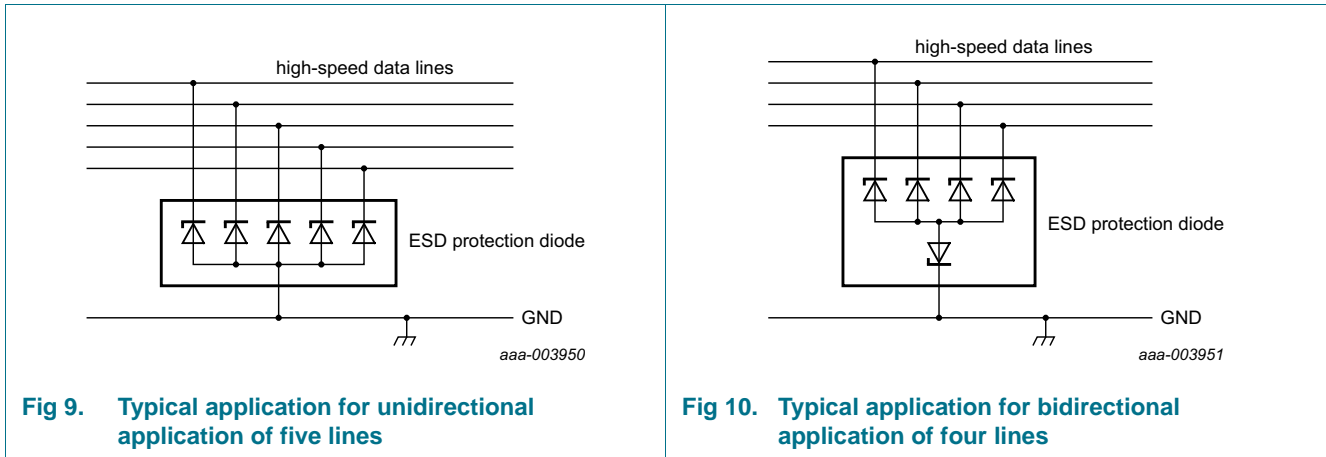 high-speed data lines
ESD protection diode
GND
aaa-003950
Fig 9. Typical application for unidirectional
application of five lines
high-speed data lines
ESD protection diode
GND
aaa-003951
Fig 10. Typical application for bidirectional
application of four lines